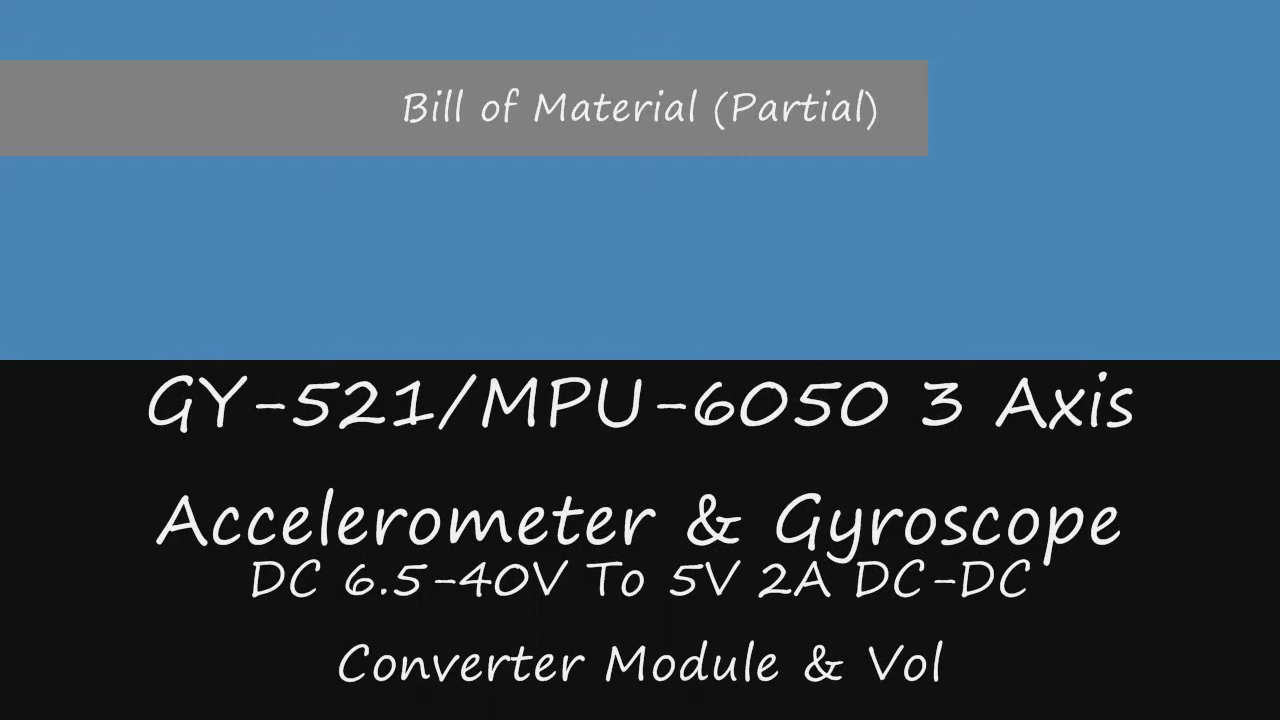 Bill of Material (Partial)
GY-521/MPU-6050 3 Axis
Accelerometer & Gyroscope
DC 6.5-40V To 5V 2A DC-DC
Converter Module & Vol